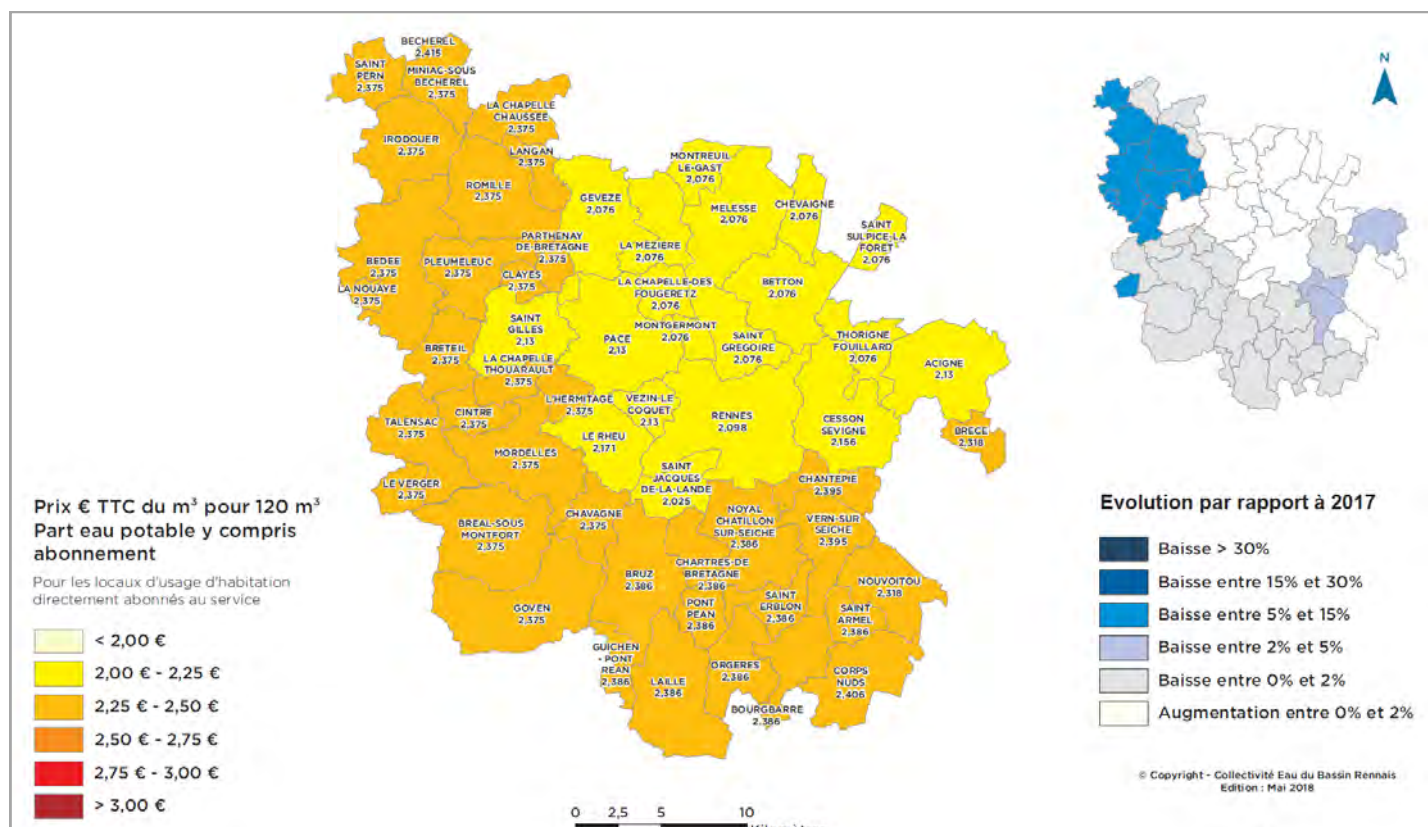 BECHEREL
2,415
SAINT
PERN
2,375
MINIAC-SOUS
BECHEREL
2,375
LA CHAPELLE
CHAUSSEE
2,375
IRODOUER
2,375
LANGAN
2,375
ROMILLE
2,375
MONTREUIL
LE-GAST
2,076
GEVEZE
2,076
MELESSE
2,076
CHEVAIGNE
2,076
SAINT
SULPICE-LA
FORET
2,076
PARTHENAY
DE-BRETAGNE
2,375
LA MEZIERE
2,076
BEDEE
2,375
PLEUMELEUC
2,375
CLAYES
2,375
LA NOUAYE
2,375
LA CHAPELLE-DES
FOUGERETZ
2,076
BETTON
2,076
SAINT
GILLES
2,13
PACE
2,13
MONTGERMONT
2,076
SAINT
GREGOIRE
2,076
THORIGNE
FOUILLARD
2,076
ACIGNE
2,13
BRETEIL
2,375
LA CHAPELLE
THOUARAULT
2,375
L'HERMITAGE
2,375
VEZIN-LE
COQUET
2,13
RENNES
2,098
CESSON
SEVIGNE
2,156
BRECE
2,318
TALENSAC
2,375
CINTRE
2,375
LE RHEU
2,171
MORDELLES
2,375
LE VERGER
2,375
SAINT
JACQUES
DE-LA-LANDE
2,025
CHANTEPIE
2,395
BREAL-SOUS
MONTFORT
2,375
CHAVAGNE
2,375
NOYAL
CHATILLON
SUR-SEICHE
2,386
VERN-SUR
SEICHE
2,395
BRUZ
2,386
CHARTRES-DE
BRETAGNE
2,386
NOUVOITOU
2,318
GOVEN
2,375
PONT
PEAN
2,386
SAINT
ERBLON
2,386
SAINT
ARMEL
2,386
GUICHEN
- PONT
REAN
2,386
LAILLE
2,386
ORGERES
2,386
CORPS
NUDS
2,406
BOURGBARRE
2,386
Prix € TTC du m³ pour 120 m³
Part eau potable y compris
abonnement
Pour les locaux d'usage d'habitation
directement abonnés au service
< 2,00 €
2,00 € - 2,25 €
2,25 € - 2,50 €
2,50 € - 2,75 €
2,75 € - 3,00 €
> 3,00 €
0 2,5 5 10
N
Evolution par rapport à 2017
Baisse > 30%
Baisse entre 15% et 30%
Baisse entre 5% et 15%
Baisse entre 2% et 5%
Baisse entre 0% et 2%
Augmentation entre 0% et 2%
© Copyright - Collectivité Eau du Bassin Rennais
Edition : Mai 2018